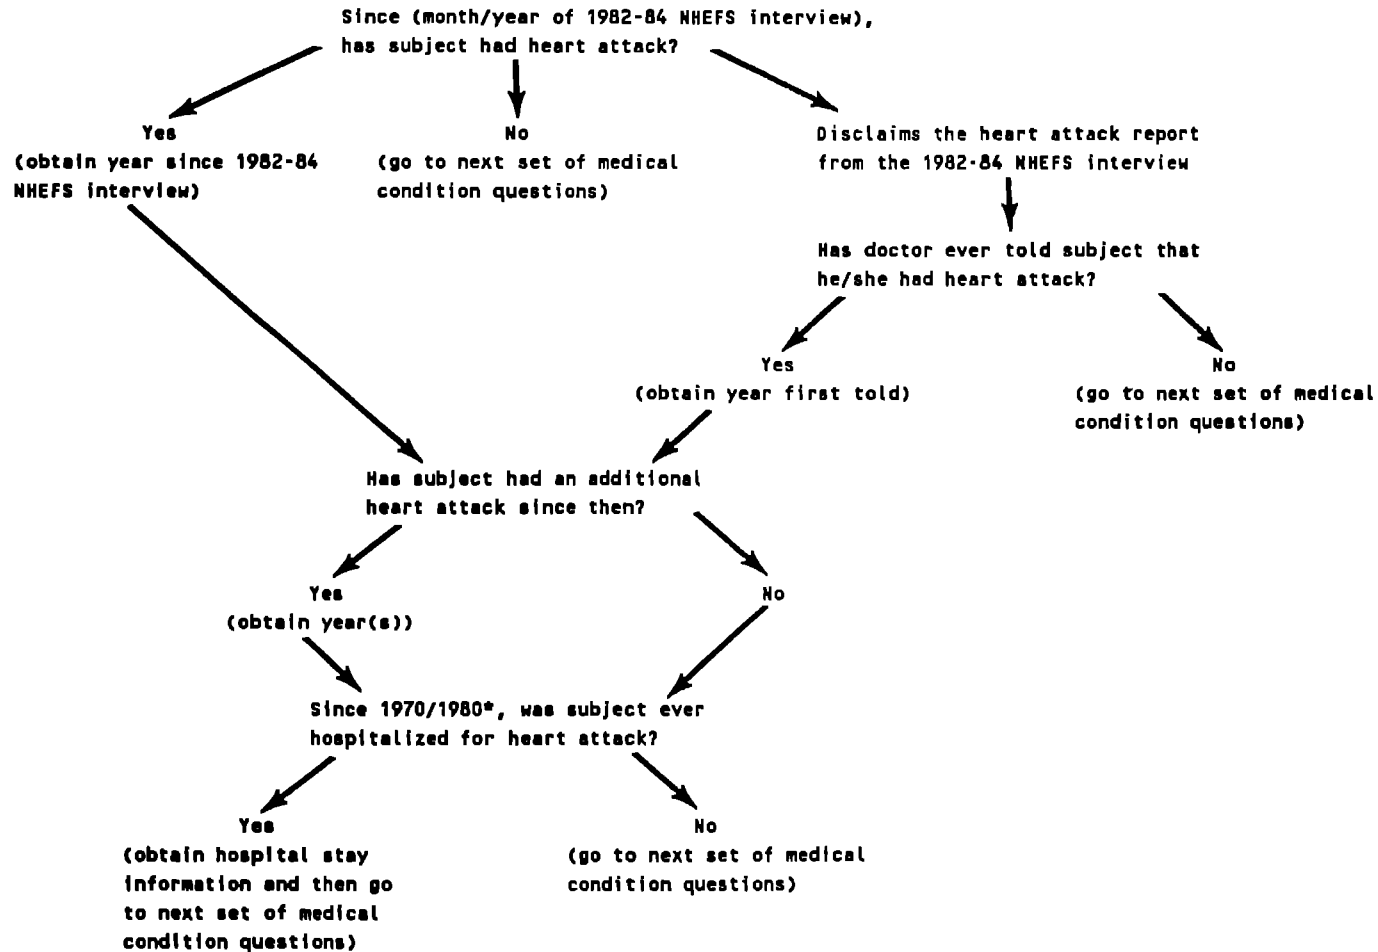 Since (month/year of 1982-84 NHEFS interview),
has subject had heart attack?
Yes
(obtain year since 1982-84
NHEFS interview)
No
(go to next set of medical
condition questions)
Disclaims the heart attack report
from the 1982-84 NHEFS interview
Has doctor ever told subject that
he/she had heart attack?
Yes
(obtain year first told)
No
(go to next set of medical
condition questions)
Has subject had an additional
heart attack since then?
Yes
(obtain year(s))
No
Since 1970/1980*, was subject ever
hospitalized for heart attack?
Yes
(obtain hospital stay
information and then go
to next set of medical
condition questions)
No
(go to next set of medical
condition questions)